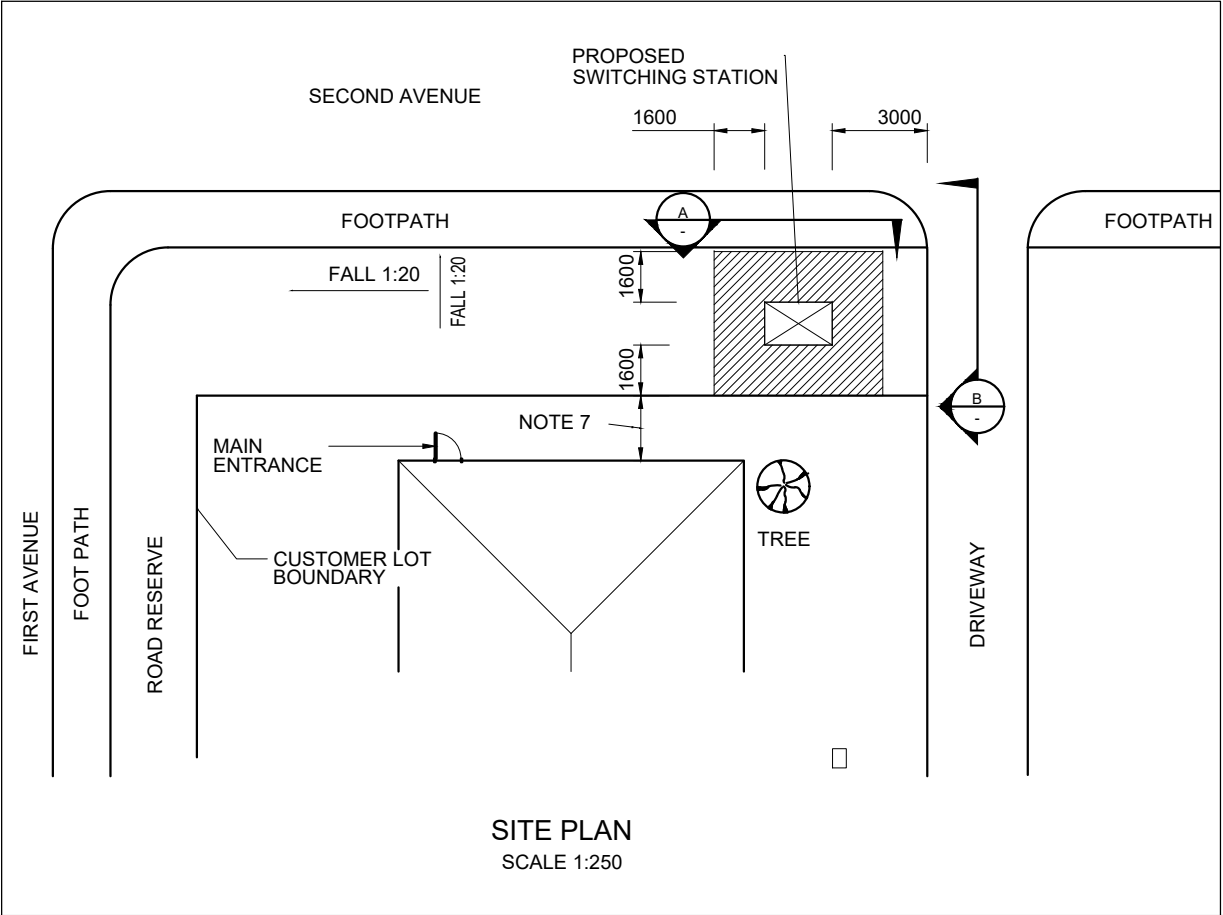 PROPOSED
SWITCHING STATION
SECOND AVENUE
1600
3000
FOOTPATH
A
-
FOOTPATH
FALL 1:20
FALL 1:20
1600
1600
B
-
NOTE 7
MAIN
ENTRANCE
TREE
CUSTOMER LOT
BOUNDARY
FIRST AVENUE
FOOT PATH
ROAD RESERVE
DRIVEWAY
SITE PLAN
SCALE 1:250